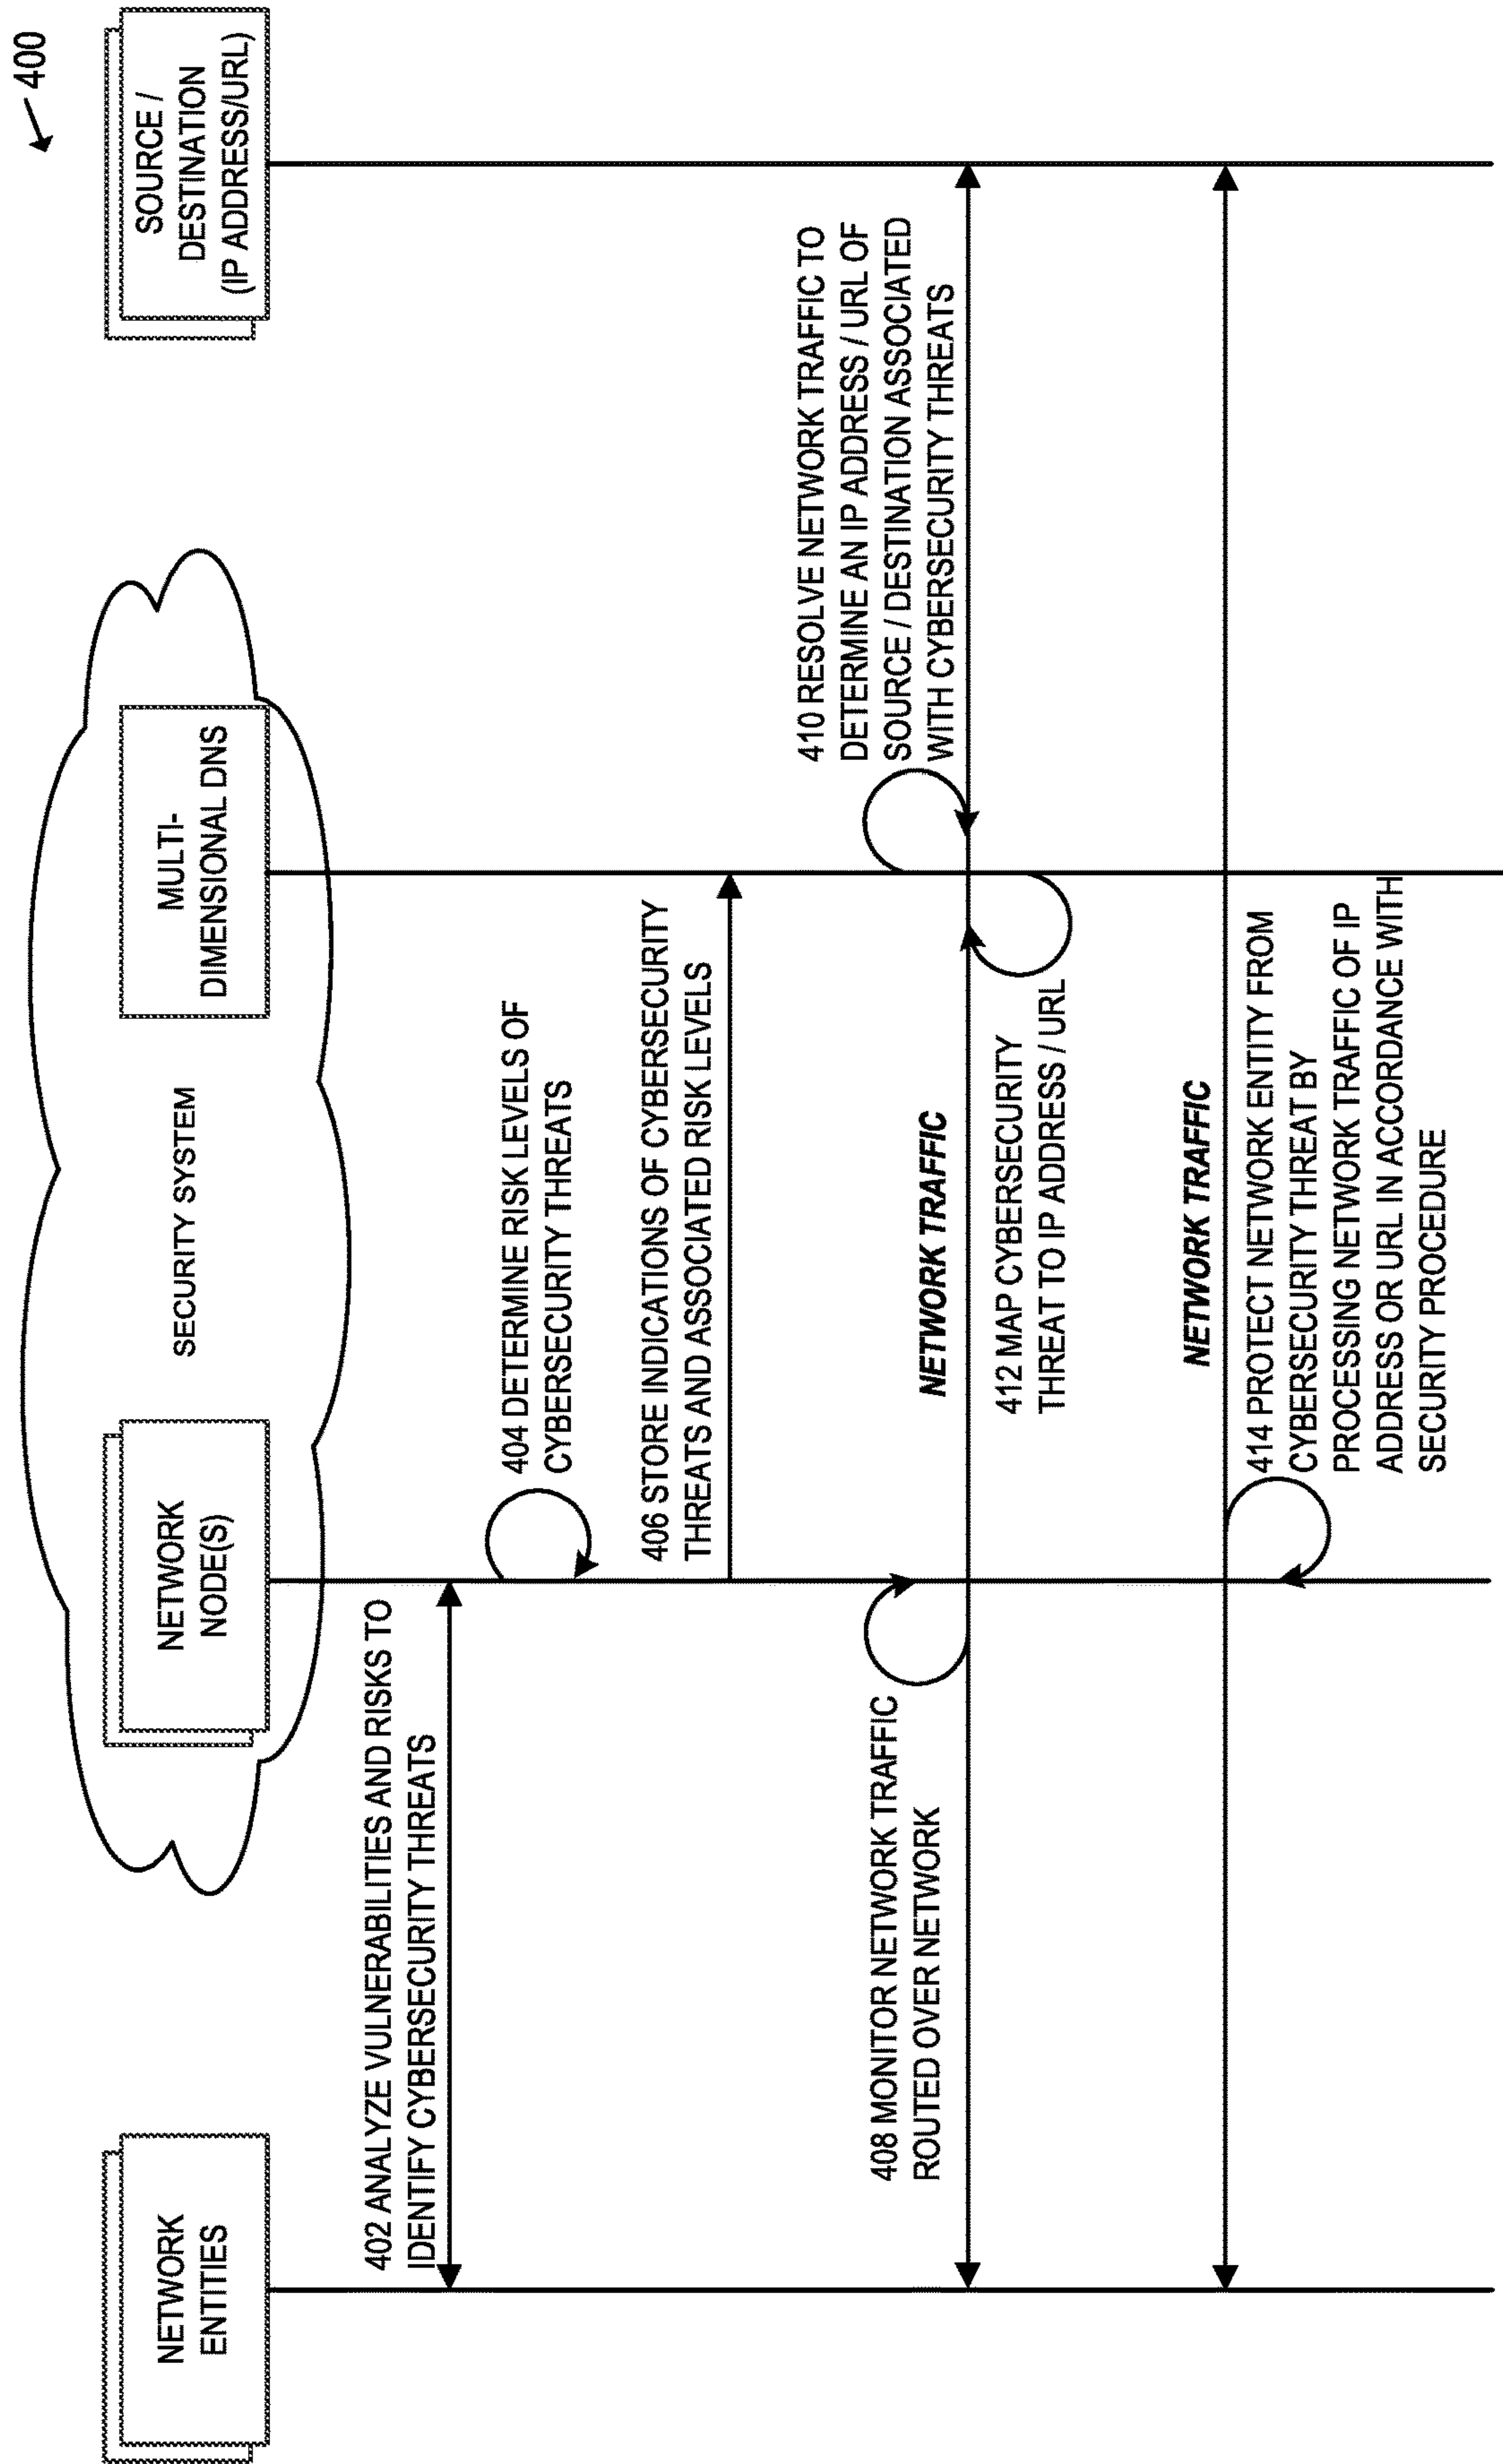 400
NETWORK
ENTITIES
NETWORK
NODE(S)
SECURITY SYSTEM
MULTI-
DIMENSIONAL DNS
SOURCE /
DESTINATION
(IP ADDRESS/URL)
402 ANALYZE VULNERABILITIES AND RISKS TO
IDENTIFY CYBERSECURITY THREATS
404 DETERMINE RISK LEVELS OF
CYBERSECURITY THREATS
406 STORE INDICATIONS OF CYBERSECURITY
THREATS AND ASSOCIATED RISK LEVELS
408 MONITOR NETWORK TRAFFIC
ROUTED OVER NETWORK
NETWORK TRAFFIC
410 RESOLVE NETWORK TRAFFIC TO
DETERMINE AN IP ADDRESS / URL OF
SOURCE / DESTINATION ASSOCIATED
WITH CYBERSECURITY THREATS
412 MAP CYBERSECURITY
THREAT TO IP ADDRESS / URL
NETWORK TRAFFIC
414 PROTECT NETWORK ENTITY FROM
CYBERSECURITY THREAT BY
PROCESSING NETWORK TRAFFIC OF IP
ADDRESS OR URL IN ACCORDANCE WITH
SECURITY PROCEDURE